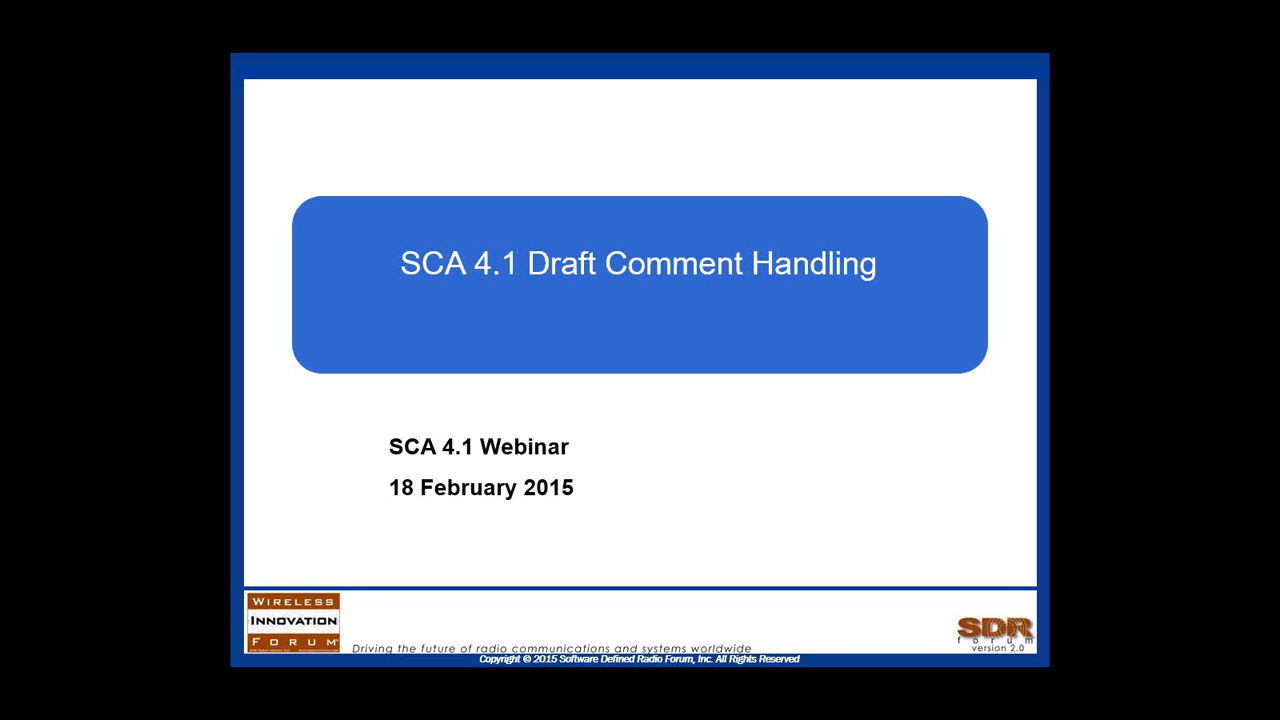 SCA 4.1 Draft Comment Handling
SCA 4.1 Webinar
18 February 2015
WIRELESS
INNOVATION
FORUM
Driving the future of radio communications and systems worldwide
SDR
forum
version 2.0
Copyright © 2015 Software Defined Radio Forum, Inc. All Rights Reserved